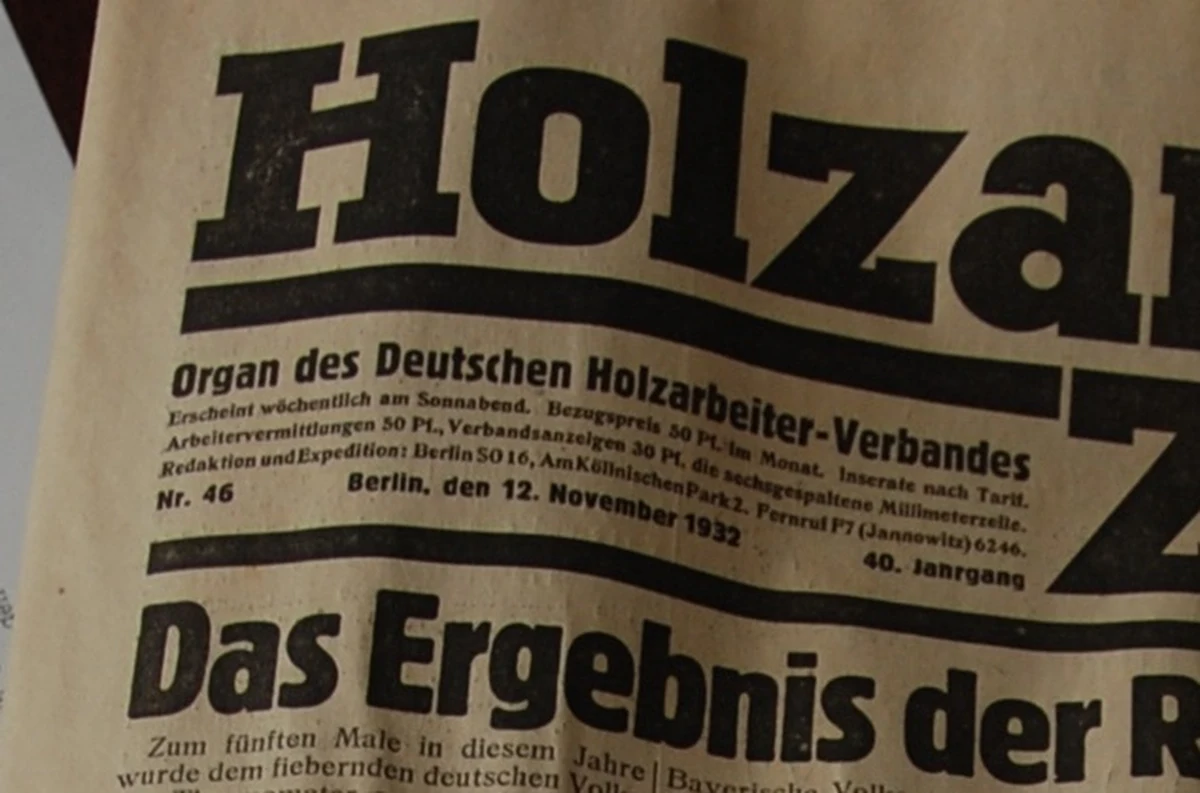 Holza
Z
Organ des Deutschen Holzarbeiter-Verbandes
Erscheint wöchentlich am Sonnabend. Bezugspreis 50 Pf. im Monat. Inserate nach Tarif.
Arbeitervermittlungen 50 Pf., Verbandsanzeigen 30 Pf. die sechsgespaltene Millimeterzeile.
Redaktion und Expedition: Berlin SO 16, Am Köllnischen Park 2. Fernruf F7 (Jannowitz) 6246.
Nr. 46 Berlin, den 12. November 1932 40. Jahrgang
Das Ergebnis der R
Zum fünften Male in diesem Jahre
wurde dem fiebernden deutschen
Bayerische